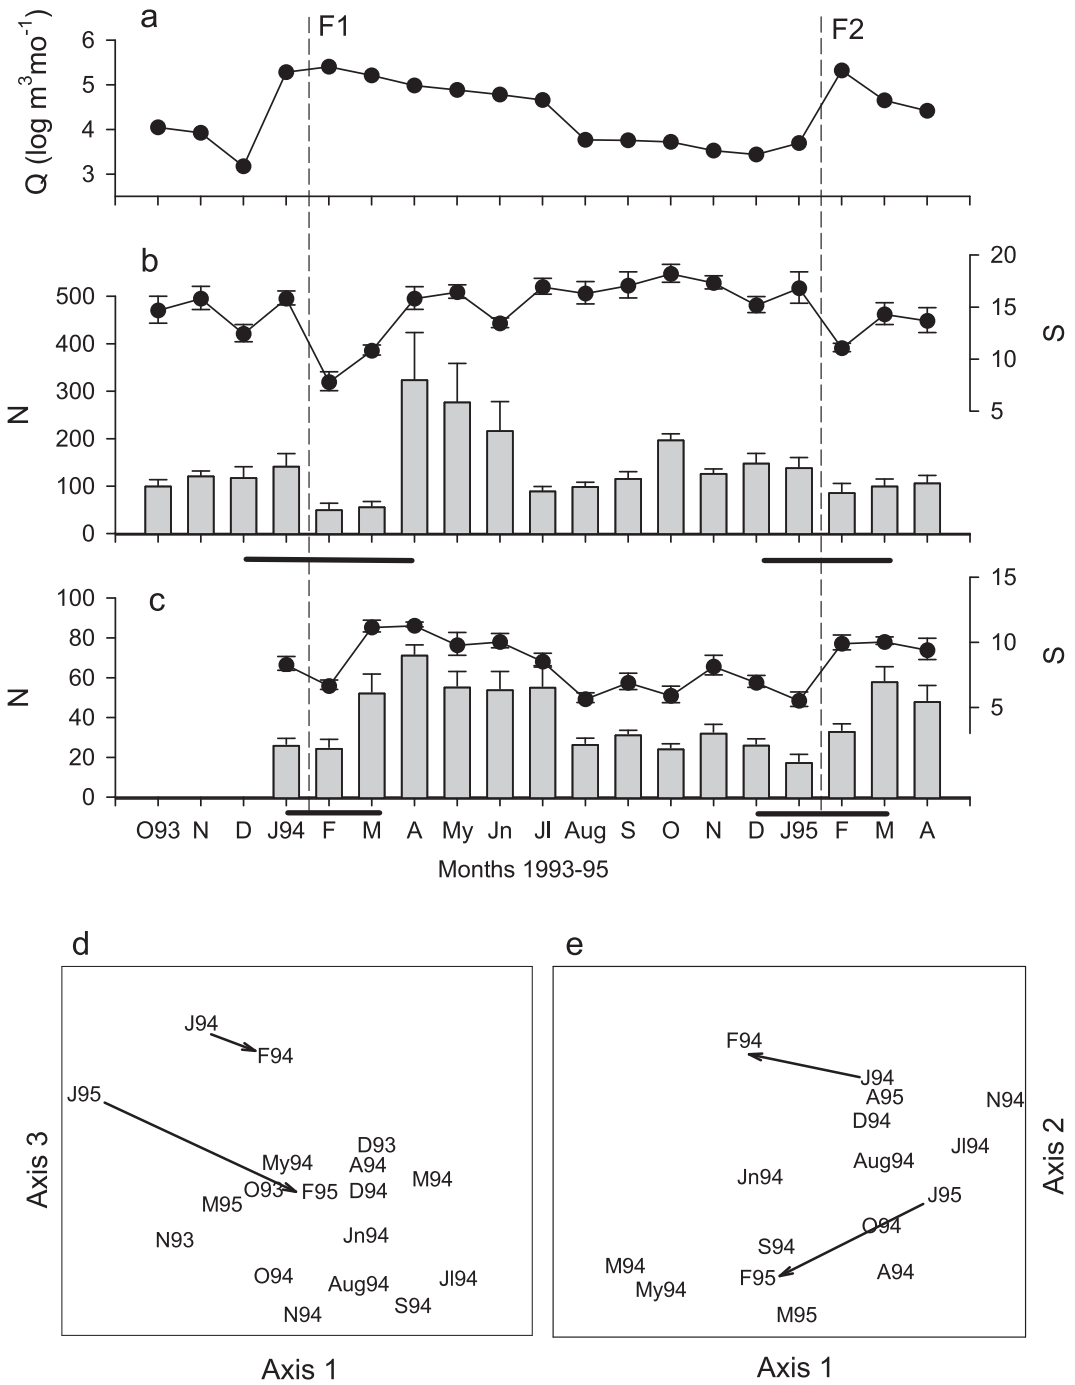 a
F1
F2
Q (log m³mo⁻¹)
6
5
4
3
b
N
500
400
300
200
100
0
20
15
10
5
S
c
N
100
80
60
40
20
0
15
10
5
S
O93 N D J94 F M A My Jn Jl Aug S O N D J95 F M A
Months 1993-95
d
J94
F94
J95
D93
My94
A94
M94
O93
F95
D94
M95
N93
Jn94
O94
Aug94
Jl94
S94
N94
Axis 3
Axis 1
e
F94
J94
A95
N94
D94
Jl94
Aug94
Jn94
J95
O94
S94
M94
F95
A94
My94
M95
Axis 2
Axis 1